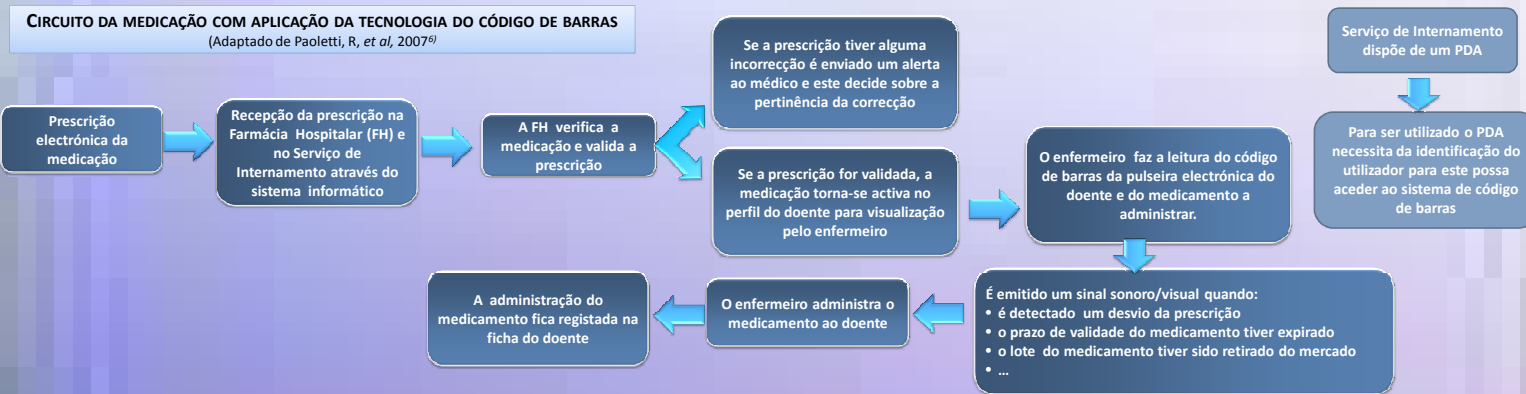 CIRCUITO DA MEDICAÇÃO COM APLICAÇÃO DA TECNOLOGIA DO CÓDIGO DE BARRAS
(Adaptado de Paoletti, R, et al, 2007⁶⁾
Prescrição
electrónica da
medicação
Recepção da prescrição na
Farmácia Hospitalar (FH) e
no Serviço de
Internamento através do
sistema informático
A FH verifica a
medicação e valida a
prescrição
Se a prescrição tiver alguma
incorrecção é enviado um alerta
ao médico e este decide sobre a
pertinência da correcção
Se a prescrição for validada, a
medicação torna-se activa no
perfil do doente para visualização
pelo enfermeiro
O enfermeiro faz a leitura do código
de barras da pulseira electrónica do
doente e do medicamento a
administrar.
É emitido um sinal sonoro/visual quando:
• é detectado um desvio da prescrição
• o prazo de validade do medicamento tiver expirado
• o lote do medicamento tiver sido retirado do mercado
• ...
O enfermeiro administra o
medicamento ao doente
A administração do
medicamento fica registada na
ficha do doente
Serviço de Internamento
dispõe de um PDA
Para ser utilizado o PDA
necessita da identificação do
utilizador para este possa
aceder ao sistema de código
de barras